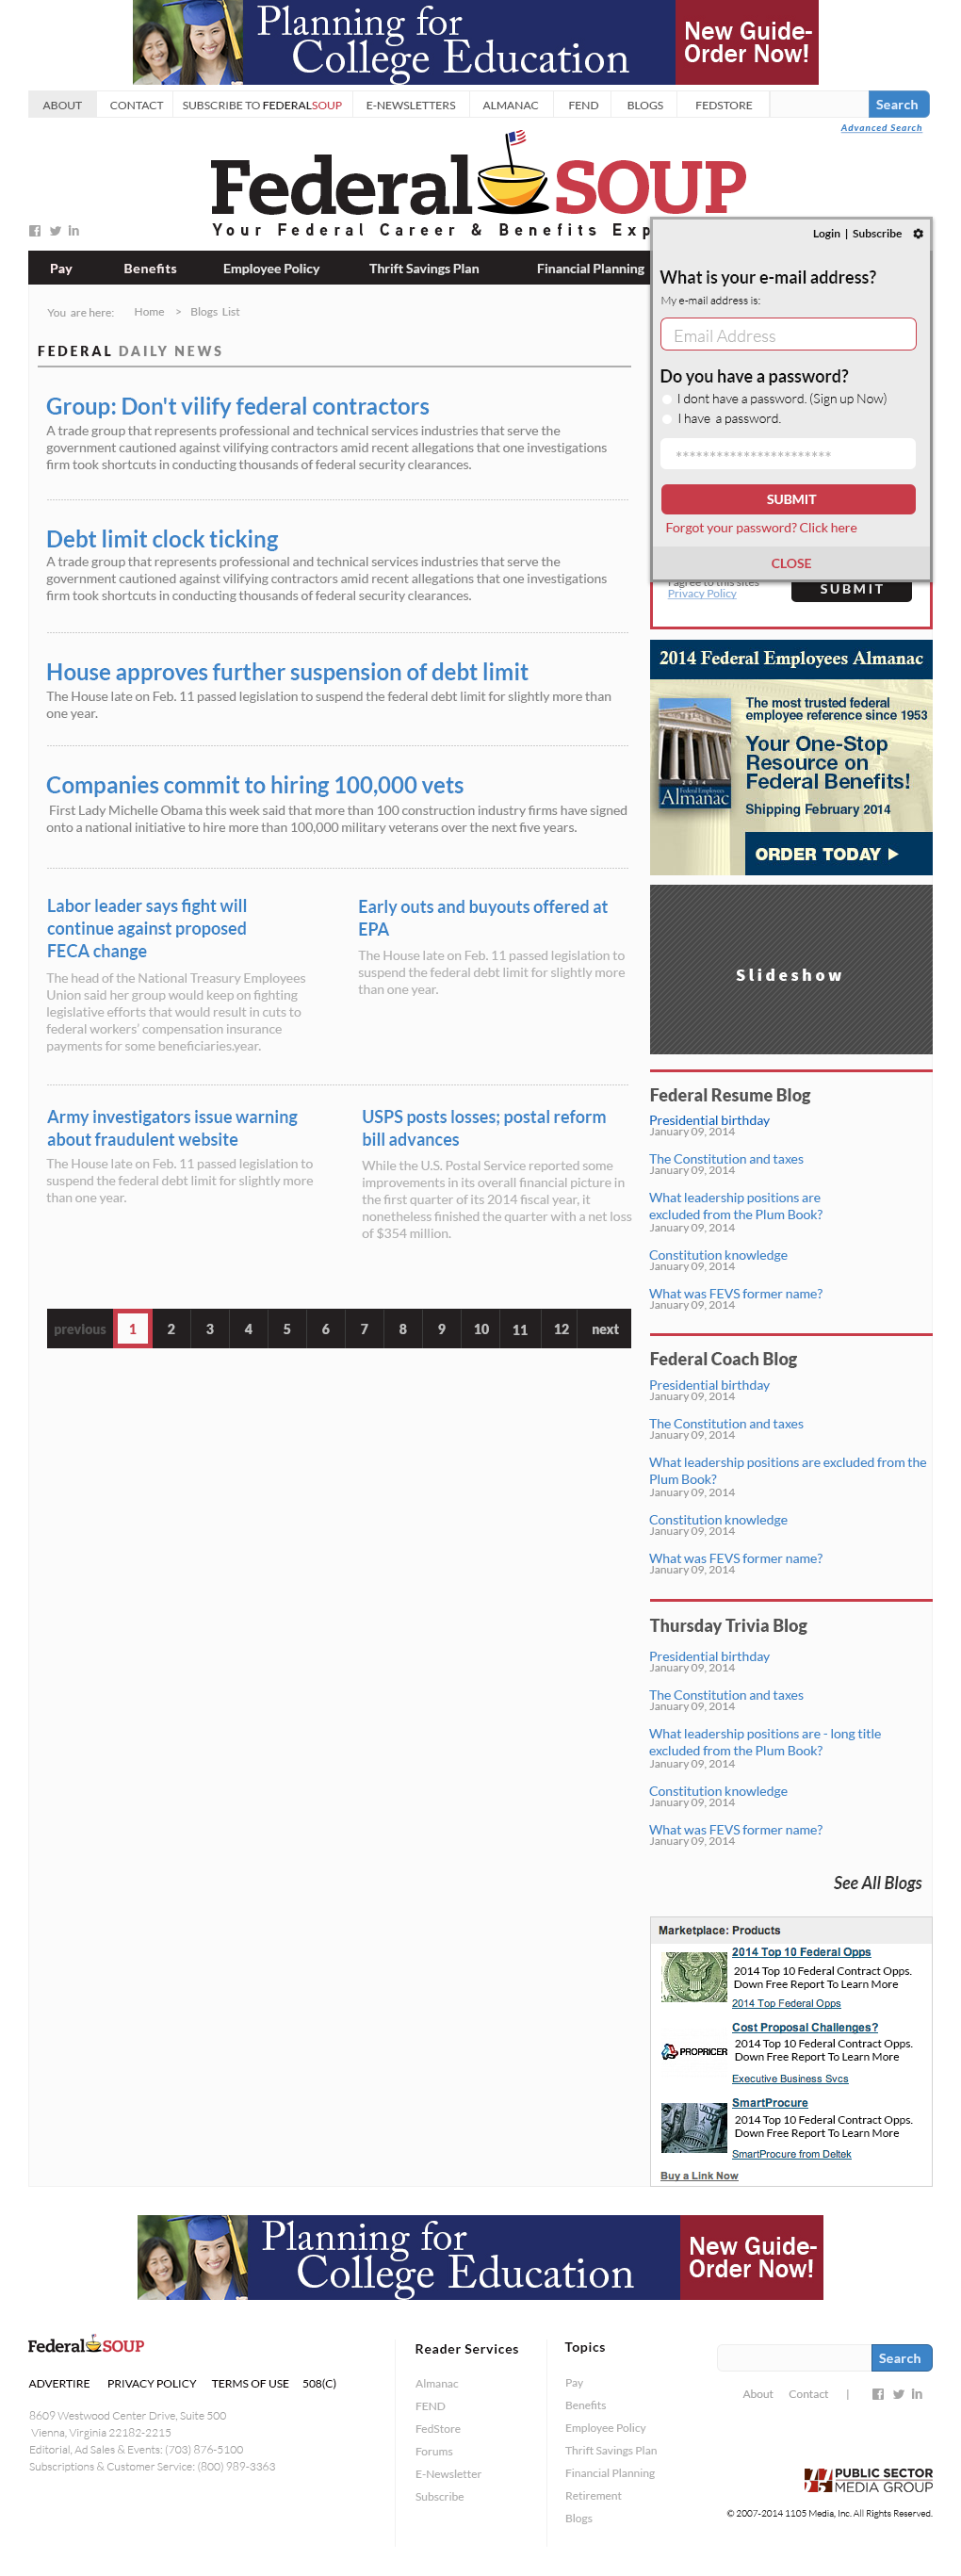 Planning for
College Education
New Guide-
Order Now!
ABOUT
CONTACT
SUBSCRIBE TO FEDERALSOUP
E-NEWSLETTERS
ALMANAC
FEND
BLOGS
FEDSTORE
Search
Advanced Search
Federal SOUP
Your Federal Career & Benefits Exp
Login | Subscribe
Pay
Benefits
Employee Policy
Thrift Savings Plan
Financial Planning
What is your e-mail address?
My e-mail address is:
Email Address
Do you have a password?
I dont have a password. (Sign up Now)
I have a password.
***********************
SUBMIT
Forgot your password? Click here
CLOSE
I agree to this sites
Privacy Policy
SUBMIT
You are here:
Home > Blogs List
FEDERAL DAILY NEWS
Group: Don't vilify federal contractors
A trade group that represents professional and technical services industries that serve the
government cautioned against vilifying contractors amid recent allegations that one investigations
firm took shortcuts in conducting thousands of federal security clearances.
Debt limit clock ticking
A trade group that represents professional and technical services industries that serve the
government cautioned against vilifying contractors amid recent allegations that one investigations
firm took shortcuts in conducting thousands of federal security clearances.
House approves further suspension of debt limit
The House late on Feb. 11 passed legislation to suspend the federal debt limit for slightly more than
one year.
Companies commit to hiring 100,000 vets
First Lady Michelle Obama this week said that more than 100 construction industry firms have signed
onto a national initiative to hire more than 100,000 military veterans over the next five years.
Labor leader says fight will
continue against proposed
FECA change
The head of the National Treasury Employees
Union said her group would keep on fighting
legislative efforts that would result in cuts to
federal workers' compensation insurance
payments for some beneficiaries.year.
Early outs and buyouts offered at
EPA
The House late on Feb. 11 passed legislation to
suspend the federal debt limit for slightly more
than one year.
Army investigators issue warning
about fraudulent website
The House late on Feb. 11 passed legislation to
suspend the federal debt limit for slightly more
than one year.
USPS posts losses; postal reform
bill advances
While the U.S. Postal Service reported some
improvements in its overall financial picture in
the first quarter of its 2014 fiscal year, it
nonetheless finished the quarter with a net loss
of $354 million.
previous 1 2 3 4 5 6 7 8 9 10 11 12 next
2014 Federal Employees Almanac
The most trusted federal
employee reference since 1953
Your One-Stop
Resource on
Federal Benefits!
Shipping February 2014
2014
Federal Employees
Almanac
ORDER TODAY
Slideshow
Federal Resume Blog
Presidential birthday
January 09, 2014
The Constitution and taxes
January 09, 2014
What leadership positions are
excluded from the Plum Book?
January 09, 2014
Constitution knowledge
January 09, 2014
What was FEVS former name?
January 09, 2014
Federal Coach Blog
Presidential birthday
January 09, 2014
The Constitution and taxes
January 09, 2014
What leadership positions are excluded from the
Plum Book?
January 09, 2014
Constitution knowledge
January 09, 2014
What was FEVS former name?
January 09, 2014
Thursday Trivia Blog
Presidential birthday
January 09, 2014
The Constitution and taxes
January 09, 2014
What leadership positions are - long title
excluded from the Plum Book?
January 09, 2014
Constitution knowledge
January 09, 2014
What was FEVS former name?
January 09, 2014
See All Blogs
Marketplace: Products
2014 Top 10 Federal Opps
2014 Top 10 Federal Contract Opps.
Down Free Report To Learn More
2014 Top Federal Opps
PROPRICER
Cost Proposal Challenges?
2014 Top 10 Federal Contract Opps.
Down Free Report To Learn More
Executive Business Svcs
SmartProcure
2014 Top 10 Federal Contract Opps.
Down Free Report To Learn More
SmartProcure from Deltek
Buy a Link Now
Planning for
College Education
New Guide-
Order Now!
Federal SOUP
ADVERTIRE
PRIVACY POLICY
TERMS OF USE
508(C)
8609 Westwood Center Drive, Suite 500
Vienna, Virginia 22182-2215
Editorial, Ad Sales & Events: (703) 876-5100
Subscriptions & Customer Service: (800) 989-3363
Reader Services
Almanac
FEND
FedStore
Forums
E-Newsletter
Subscribe
Topics
Pay
Benefits
Employee Policy
Thrift Savings Plan
Financial Planning
Retirement
Blogs
Search
About
Contact
|
PUBLIC SECTOR
MEDIA GROUP
© 2007-2014 1105 Media, Inc. All Rights Reserved.